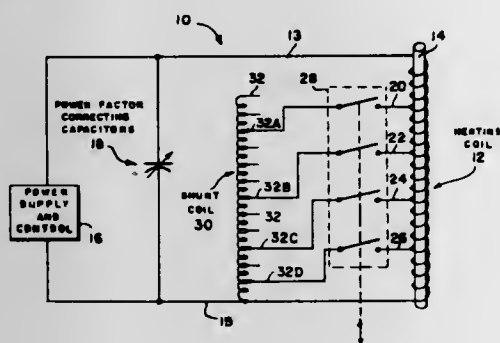 10
13
14
32
28
20
POWER FACTOR
CORRECTING
CAPACITORS
18
32A
HEATING
COIL
12
22
32B
SHUNT
COIL
30
24
POWER
SUPPLY
AND
CONTROL
16
32
32C
26
32D
15